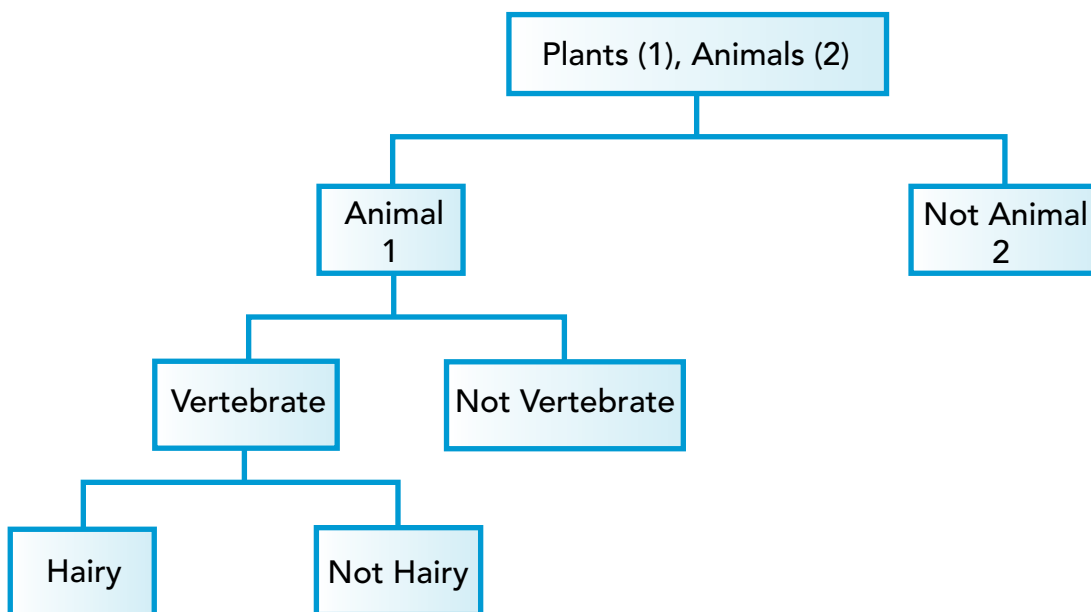 Plants (1), Animals (2)
Animal
1
Not Animal
2
Vertebrate
Not Vertebrate
Hairy
Not Hairy